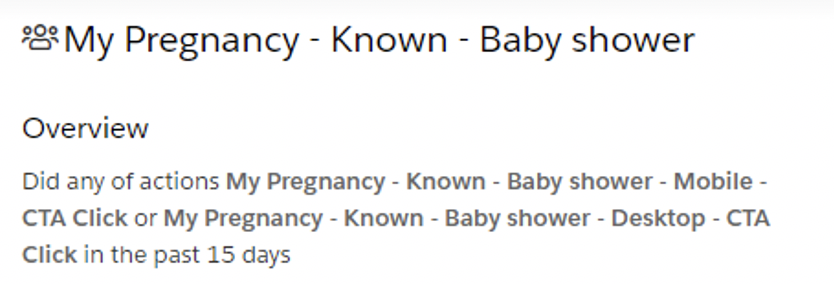 My Pregnancy - Known - Baby shower
Overview
Did any of actions My Pregnancy - Known - Baby shower - Mobile -
CTA Click or My Pregnancy - Known - Baby shower - Desktop - CTA
Click in the past 15 days